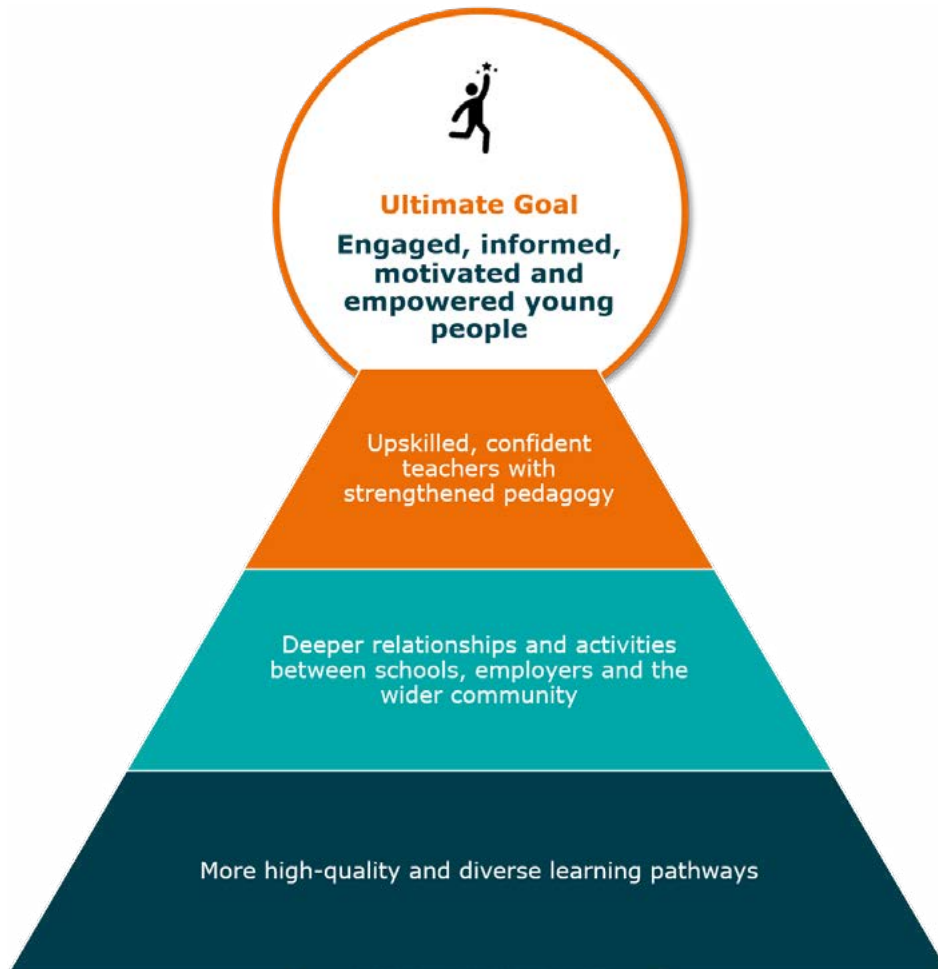 Ultimate Goal
Engaged, informed,
motivated and
empowered young
people
Upskilled, confident
teachers with
strengthened pedagogy
Deeper relationships and activities
between schools, employers and the
wider community
More high-quality and diverse learning pathways